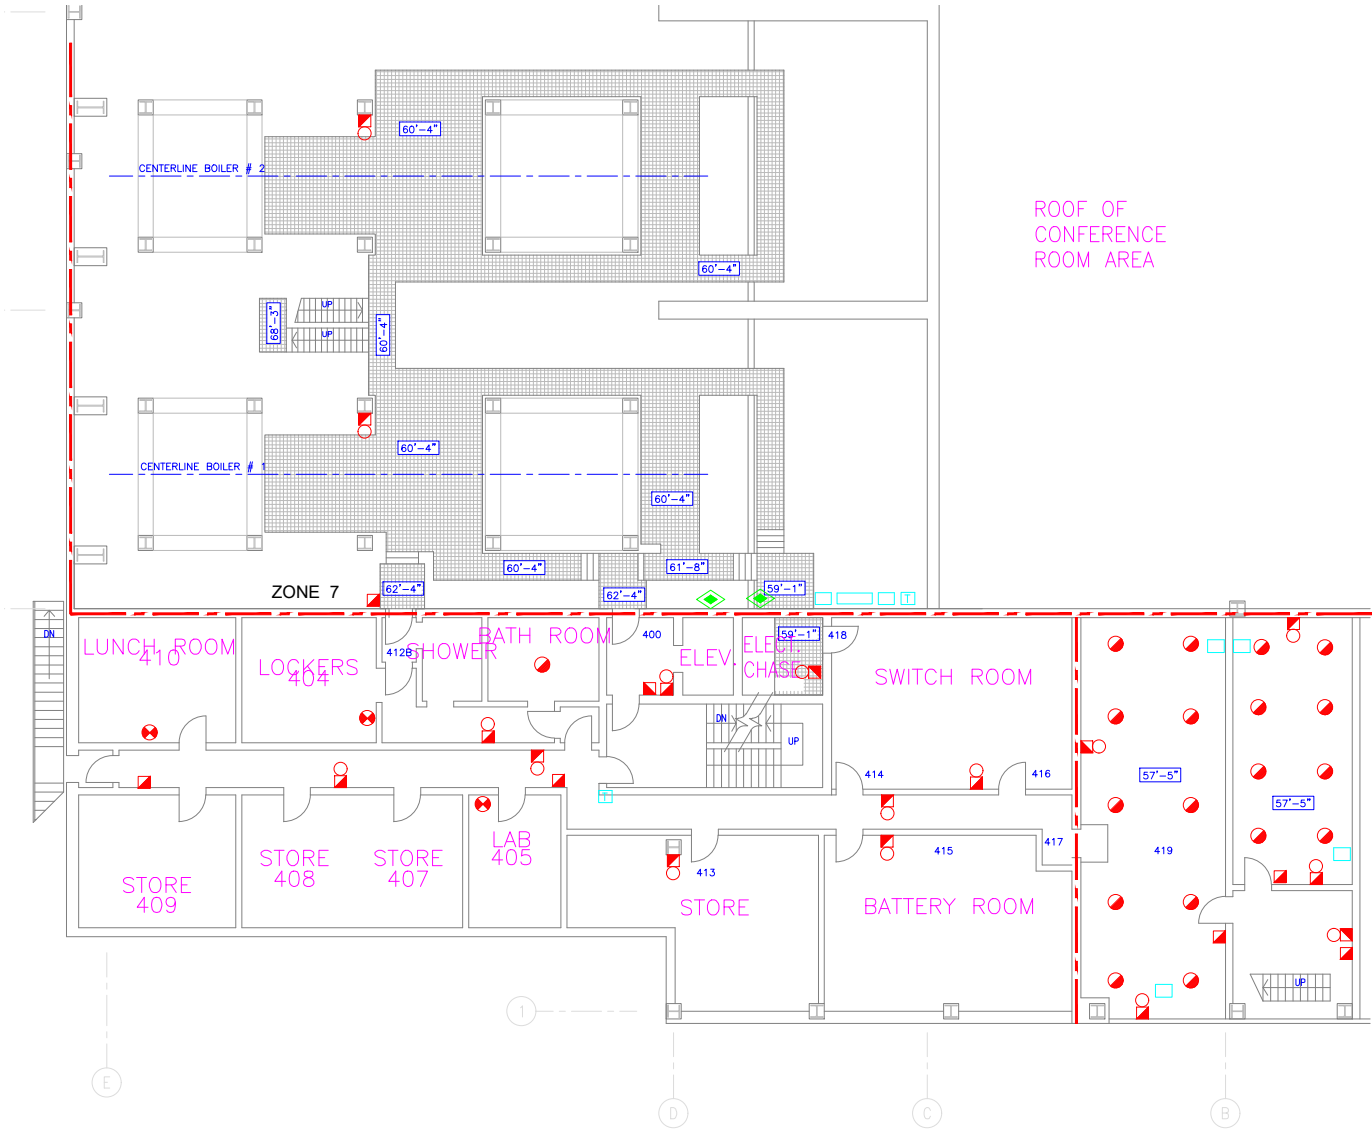 60'-4"
CENTERLINE BOILER # 2
ROOF OF
CONFERENCE
ROOM AREA
60'-4"
68'-3"
UP
UP
60'-4"
60'-4"
CENTERLINE BOILER # 1
60'-4"
60'-4"
61'-8"
ZONE 7
62'-4"
62'-4"
59'-1"
T
DN
LUNCH ROOM
410
LOCKERS
404
412B
SHOWER
BATH ROOM
400
ELEV.
ELECT.
CHASE
59'-1"
418
SWITCH ROOM
DN
UP
414
416
57'-5"
57'-5"
T
STORE
409
STORE
408
STORE
407
LAB
405
413
STORE
415
BATTERY ROOM
417
419
UP
1
E
D
C
B